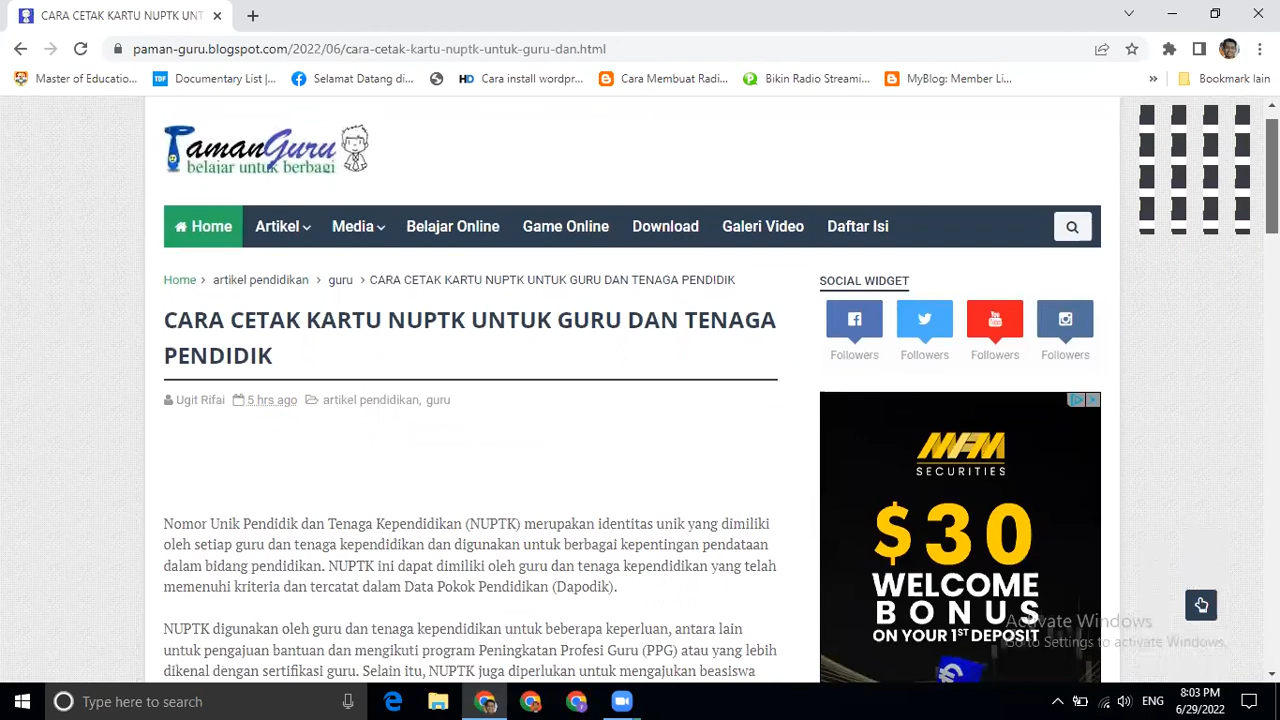 CARA CETAK KARTU NUPTK UNT
paman-guru.blogspot.com/2022/06/cara-cetak-kartu-nuptk-untuk-guru-dan.html
Master of Educatio... TDF Documentary List |... Selamat Datang di... HD Cara install wordpr... Cara Membuat Radi... Bikin Radio Streami... MyBlog: Member Li... » Bookmark lain
TamanGuru
belajar untuk berbagi
Home Artikel Media Belajar Online Game Online Download Galeri Video Daftar Isi
Home > artikel pendidikan > guru > CARA CETAK KARTU NUPTK UNTUK GURU DAN TENAGA PENDIDIK
CARA CETAK KARTU NUPTK UNTUK GURU DAN TENAGA
PENDIDIK
Ugit Rifai 5 hrs ago artikel pendidikan, guru
Nomor Unik Pendidik dan Tenaga Kependidikan (NUPTK) merupakan identitas unik yang dimiliki
oleh setiap guru dan tenaga kependidikan dan digunakan untuk berbagai kepentingan pendataan
dalam bidang pendidikan. NUPTK ini dapat dimiliki oleh guru dan tenaga kependidikan yang telah
memenuhi kriteria dan tercatat dalam Data Pokok Pendidikan (Dapodik).
NUPTK digunakan oleh guru dan tenaga kependidikan untuk beberapa keperluan, antara lain
untuk pengajuan bantuan dan mengikuti program Peningkatan Profesi Guru (PPG) atau yang lebih
dikenal dengan sertifikasi guru. Selain itu, NUPTK juga diperlukan untuk mengajukan beasiswa
SOCIAL WIDGET
Followers Followers Followers Followers
MFM
SECURITIES
$30
WELCOME
BONUS
ON YOUR 1ST DEPOSIT
Activate Windows
Go to Settings to activate Windows.
Type here to search
ENG
8:03 PM
6/29/2022